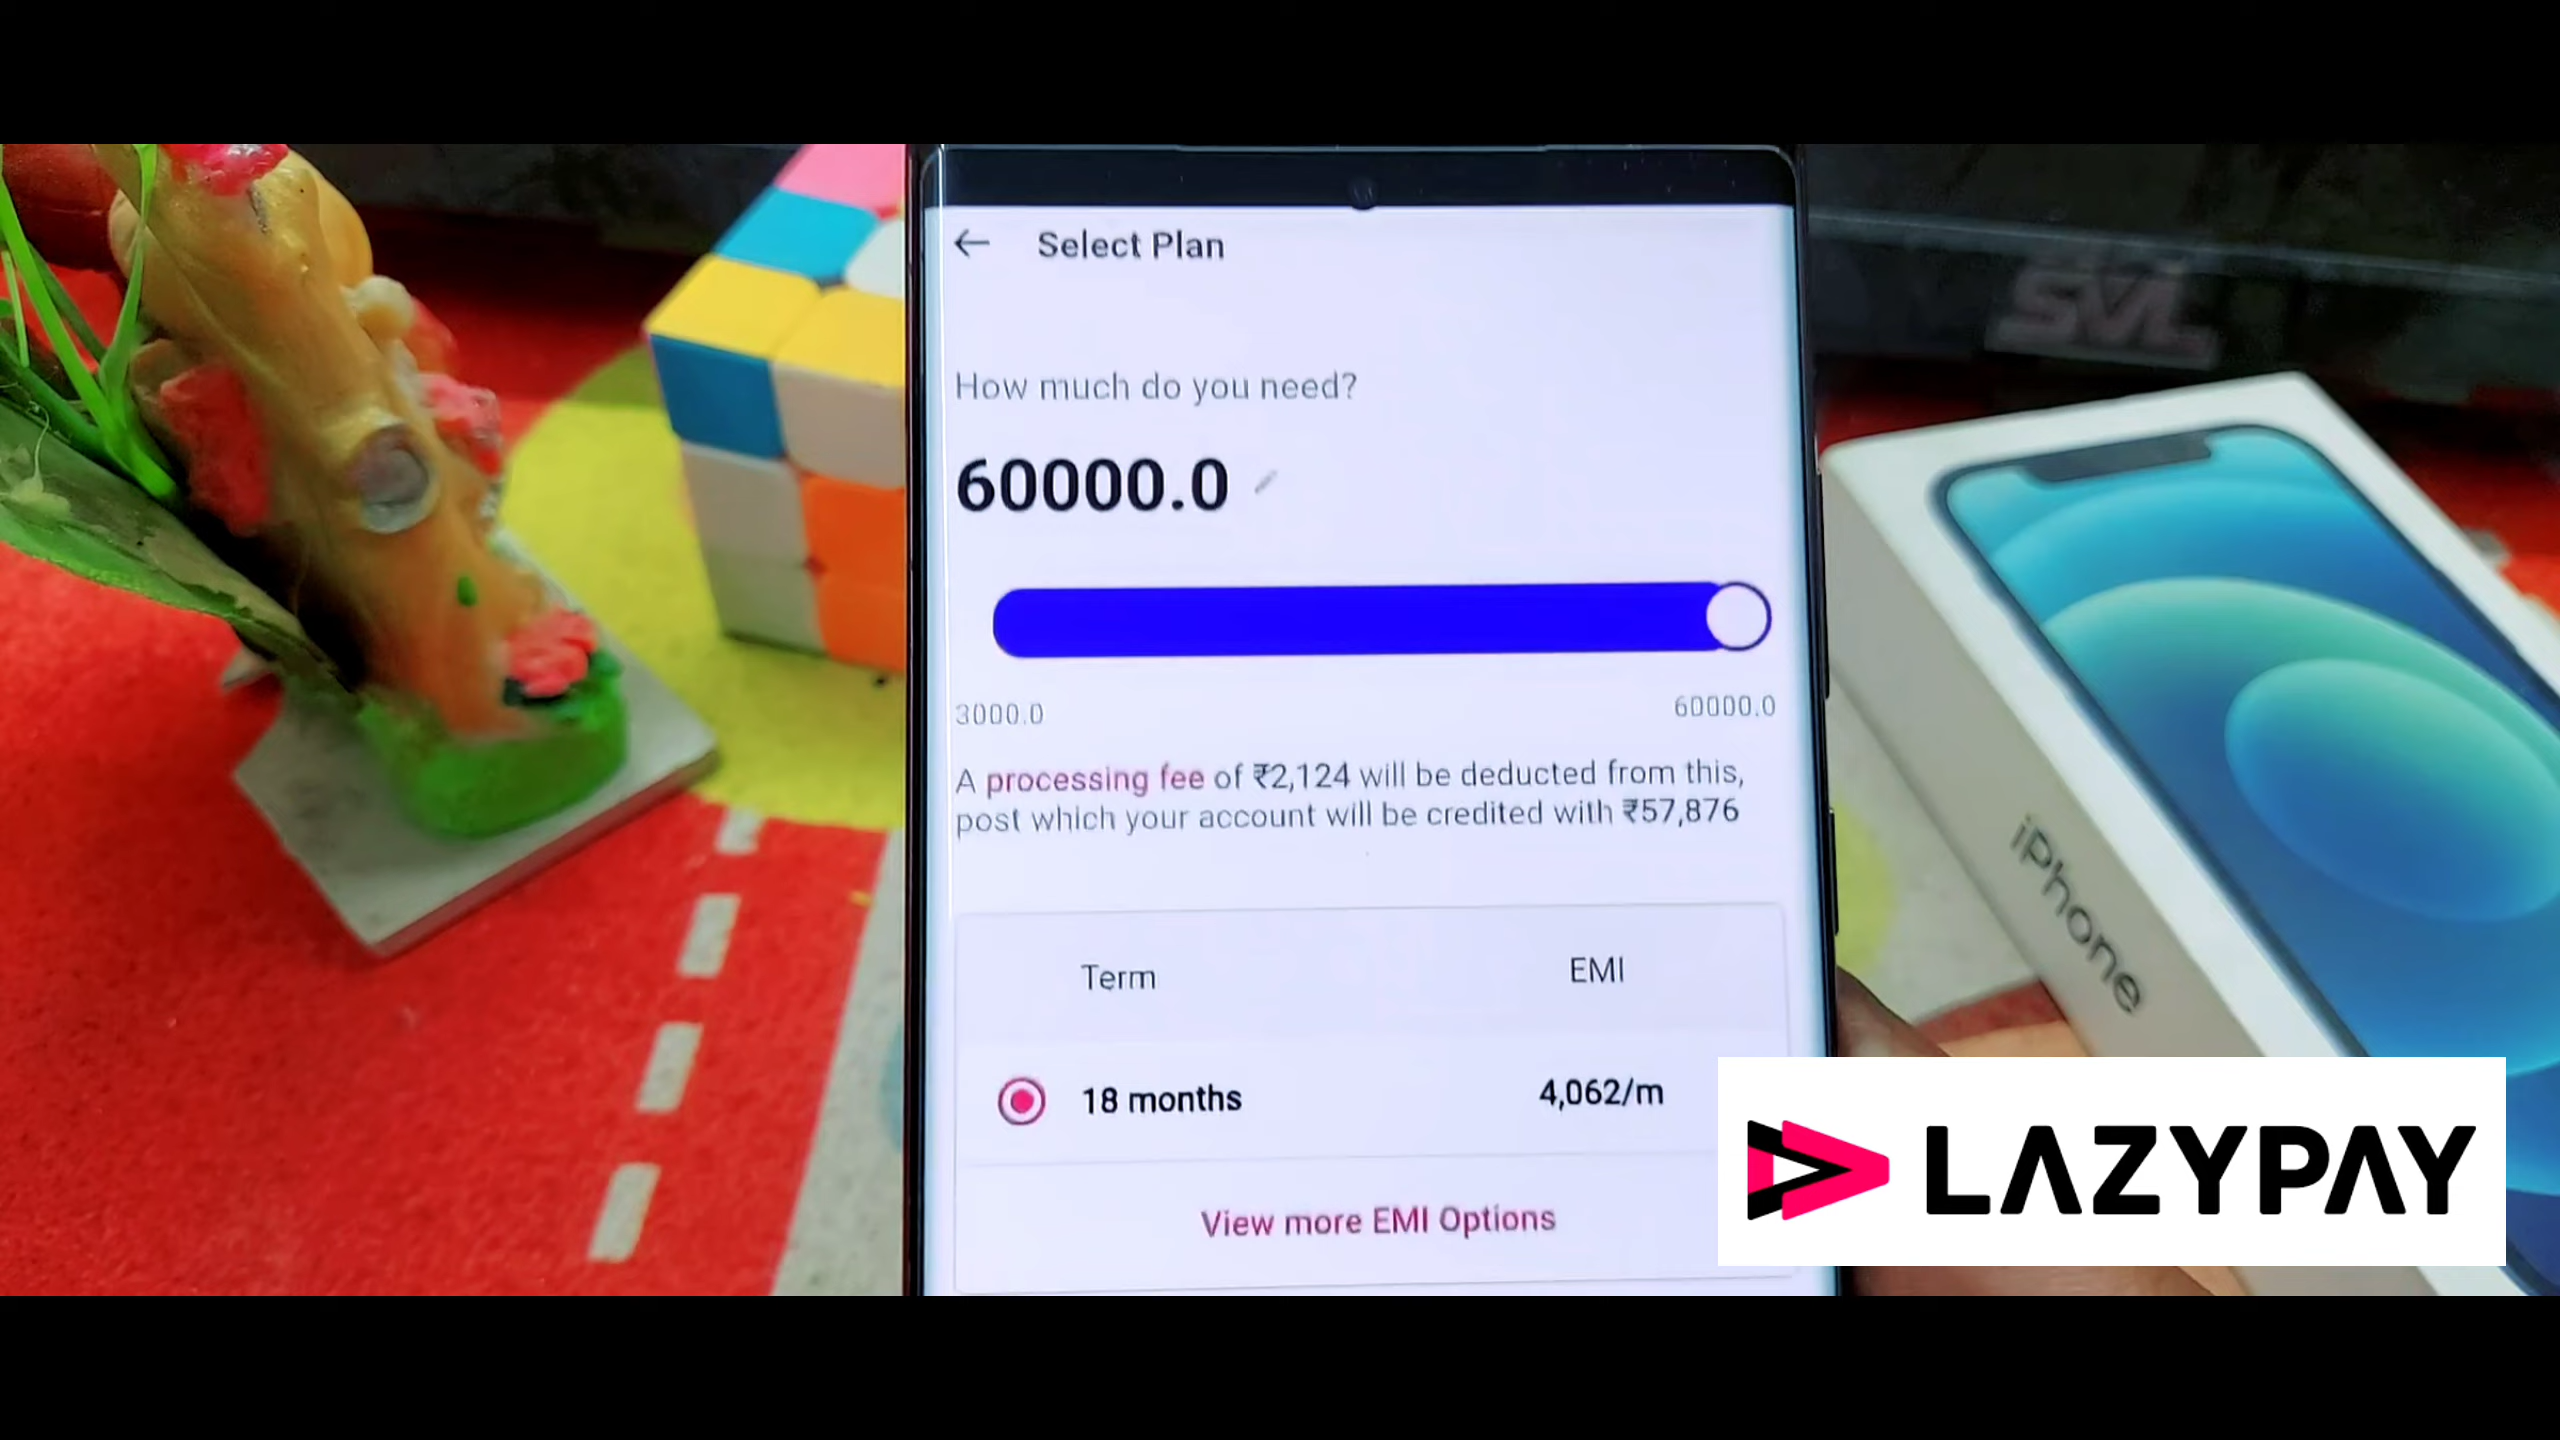 Select Plan
How much do you need?
60000.0
3000.0 60000.0
A processing fee of ₹2,124 will be deducted from this,
post which your account will be credited with ₹57,876
Term EMI
18 months 4,062/m
View more EMI Options
SVL
iPhone
LAZYPAY